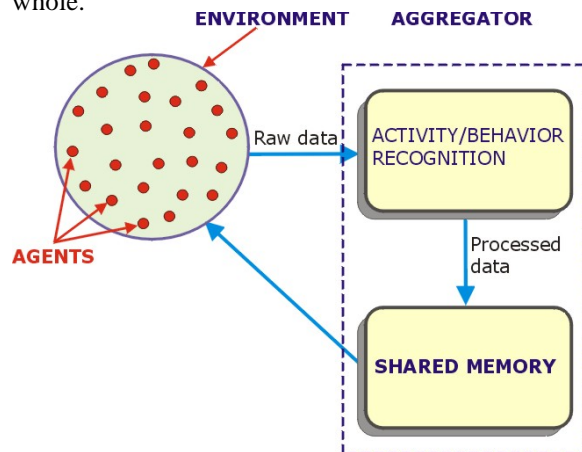 whole.
ENVIRONMENT AGGREGATOR
Raw data
ACTIVITY/BEHAVIOR
RECOGNITION
AGENTS
Processed
data
SHARED MEMORY